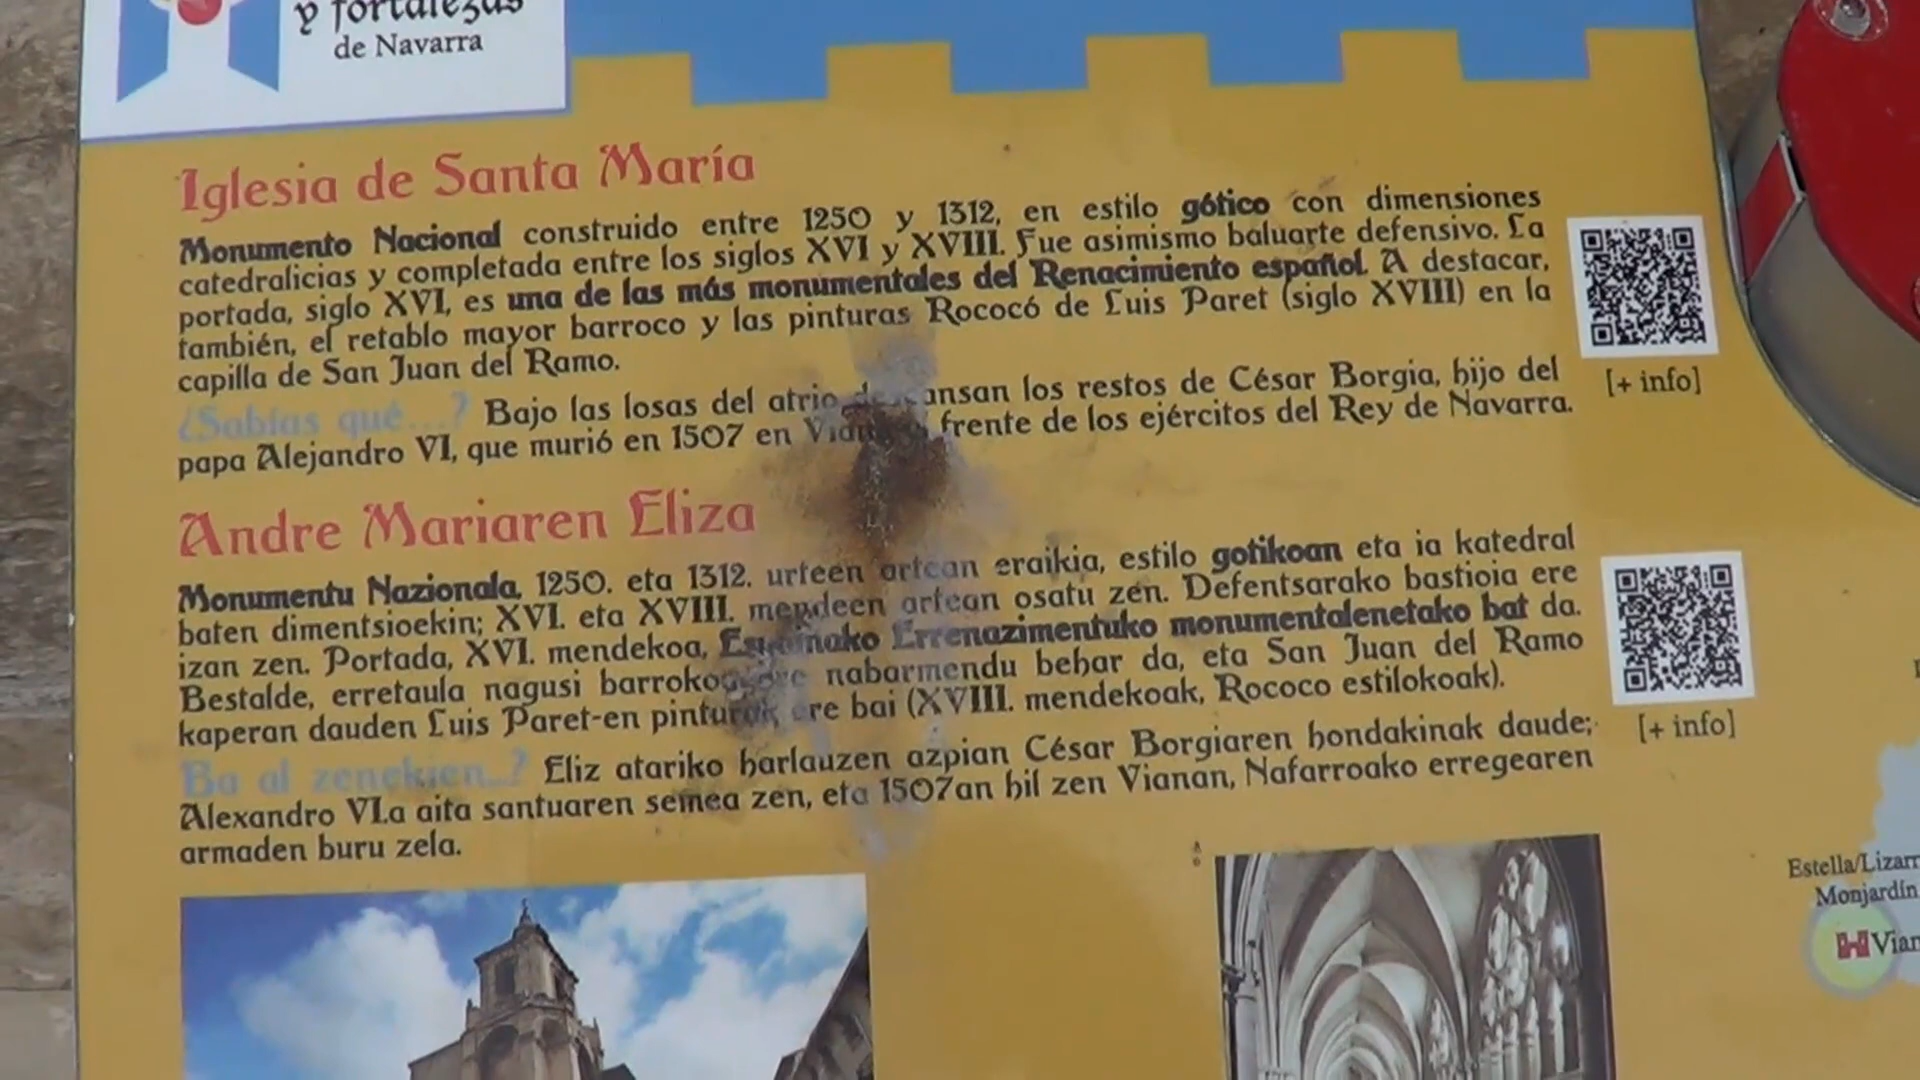 y fortalezas
de Navarra
Iglesia de Santa María
Monumento Nacional construido entre 1250 y 1312, en estilo gótico con dimensiones
catedralicias y completada entre los siglos XVI y XVIII. Fue asimismo baluarte defensivo. La
portada, siglo XVI, es una de las más monumentales del Renacimiento español. A destacar,
también, el retablo mayor barroco y las pinturas Rococó de Luis Paret (siglo XVIII) en la
capilla de San Juan del Ramo.
[+ info]
¿Sabías qué...? Bajo las losas del atrio descansan los restos de César Borgia, hijo del
papa Alejandro VI, que murió en 1507 en frente de los ejércitos del Rey de Navarra.
Andre Mariaren Eliza
Monumentu Nazionala, 1250. eta 1312. urteen artean eraikia, estilo gotikoan eta ia katedral
baten dimentsioekin; XVI. eta XVIII. mendeen artean osatu zen. Defentsarako bastioia ere
izan zen. Portada, XVI. mendekoa, Espainako Errenazimentuko monumentalenetako bat da.
Bestalde, erretaula nagusi barrokoa ere nabarmendu behar da, eta San Juan del Ramo
kaperan dauden Luis Paret-en pinturak ere bai (XVIII. mendekoak, Rococo estilokoak).
[+ info]
Ba al zenekien...? Eliz atariko harlauzen azpian César Borgiaren hondakinak daude;
Alexandro VI.a aita santuaren semea zen, eta 1507an hil zen Vianan, Nafarroako erregearen
armaden buru zela.
Estella/Lizarr
Monjardín
Vian